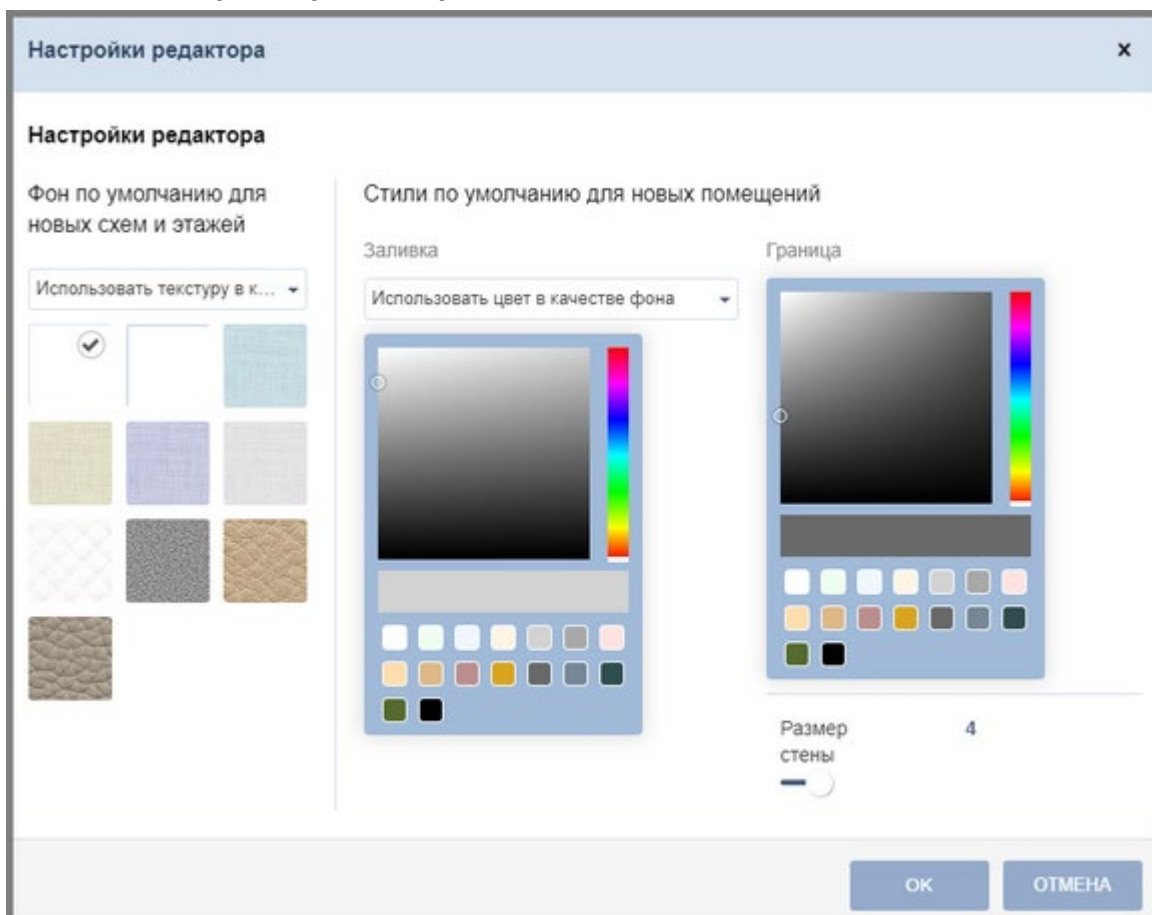 Настройки редактора
×
Настройки редактора
Фон по умолчанию для
новых схем и этажей
Использовать текстуру в к...
Стили по умолчанию для новых помещений
Заливка
Использовать цвет в качестве фона
Граница
Размер
стены
4
ОК
ОТМЕНА